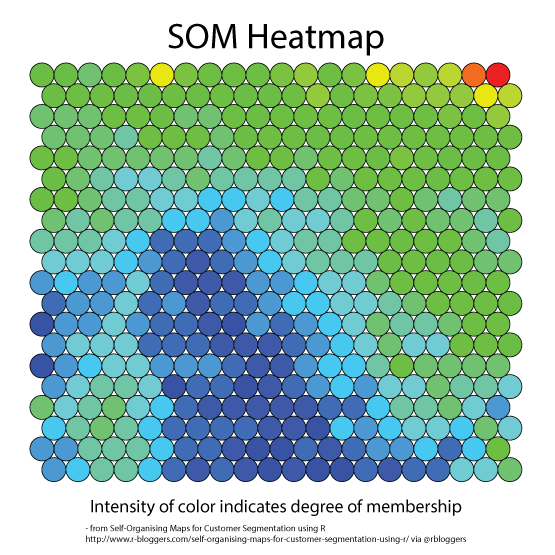 SOM Heatmap
Intensity of color indicates degree of membership
- from Self-Organising Maps for Customer Segmentation using R
http://www.r-bloggers.com/self-organising-maps-for-customer-segmentation-using-r/ via @rbloggers